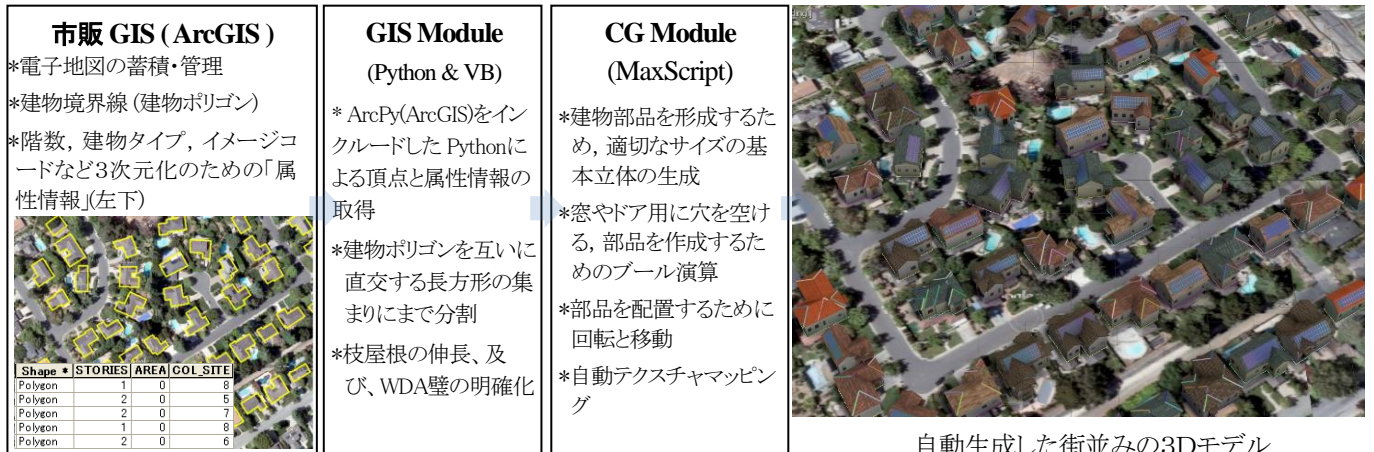 市販 GIS ( ArcGIS )
*電子地図の蓄積・管理
*建物境界線 (建物ポリゴン)
*階数, 建物タイプ, イメージコ
ードなど３次元化のための「属
性情報」(左下)
Shape * STORIES AREA COL_SITE
Polygon 1 0 8
Polygon 2 0 5
Polygon 2 0 7
Polygon 1 0 8
Polygon 2 0 6
GIS Module
(Python & VB)
* ArcPy(ArcGIS)をイン
クルードした Pythonに
よる頂点と属性情報の
取得
*建物ポリゴンを互いに
直交する長方形の集
まりにまで分割
*枝屋根の伸長、及
び、WDA壁の明確化
CG Module
(MaxScript)
*建物部品を形成するた
め, 適切なサイズの基
本立体の生成
*窓やドア用に穴を空け
る, 部品を作成するた
めのブール演算
*部品を配置するために
回転と移動
*自動テクスチャマッピン
グ
自動生成した街並みの3Dモデル